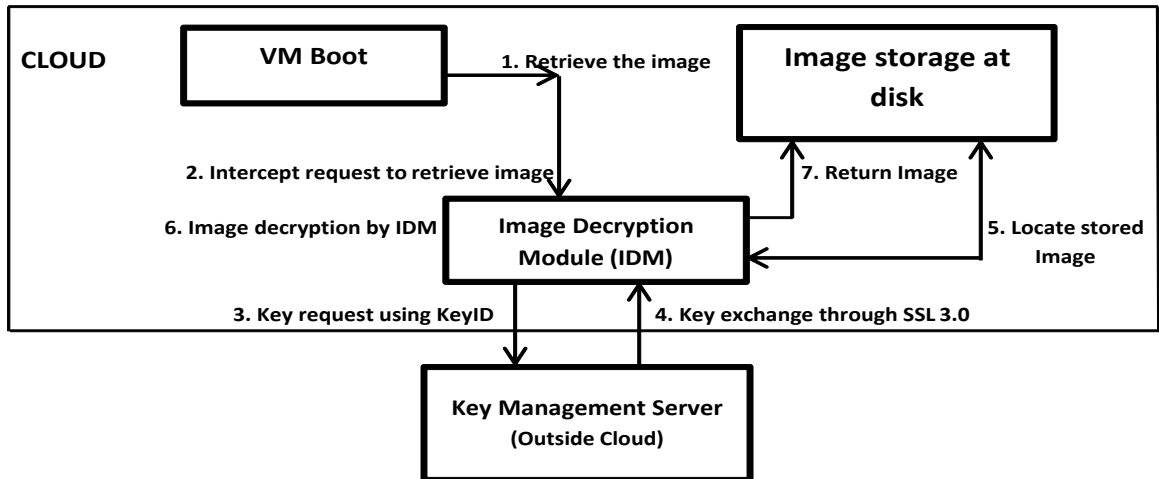 CLOUD
VM Boot
1. Retrieve the image
Image storage at
disk
2. Intercept request to retrieve image
7. Return Image
6. Image decryption by IDM
Image Decryption
Module (IDM)
5. Locate stored
Image
3. Key request using KeyID
4. Key exchange through SSL 3.0
Key Management Server
(Outside Cloud)